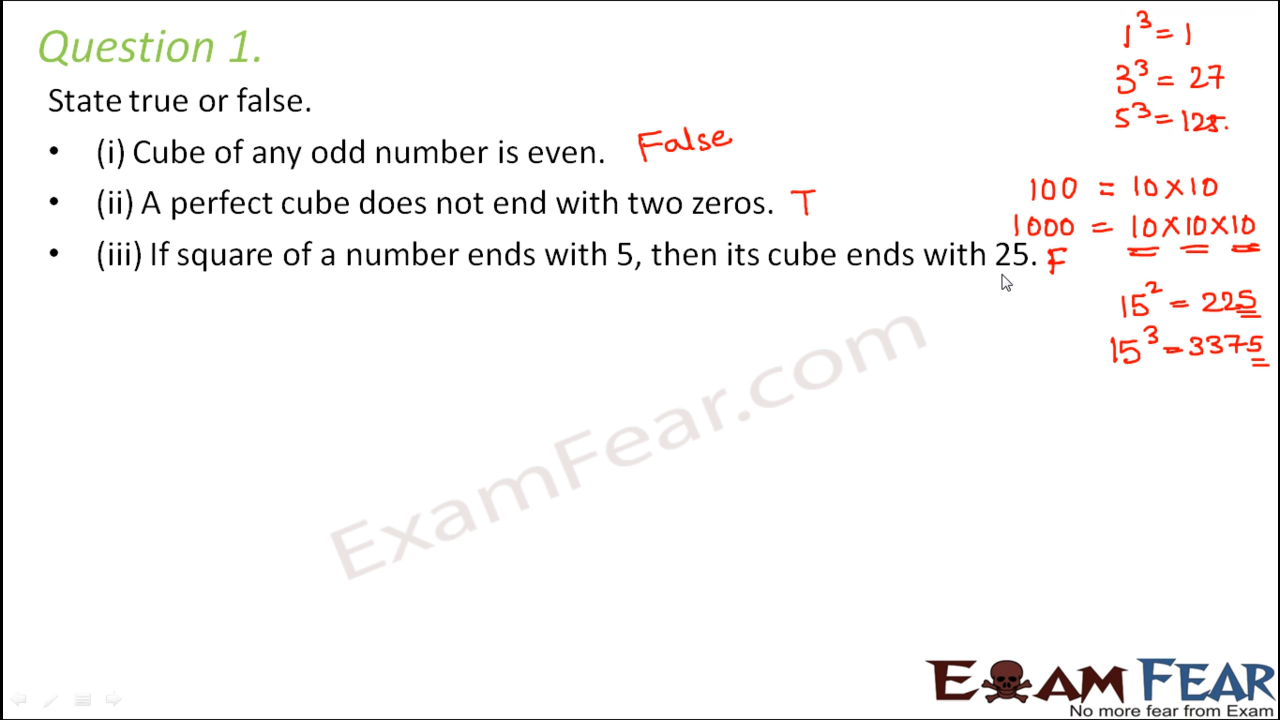 Question 1.
1³ = 1
State true or false.
3³ = 27
5³ = 125.
• (i) Cube of any odd number is even. False
• (ii) A perfect cube does not end with two zeros. T
100 = 10 × 10
1000 = 10 × 10 × 10
• (iii) If square of a number ends with 5, then its cube ends with 25. F
15² = 225
15³ = 3375
ExamFear.com
EXAM FEAR
No more fear from Exam